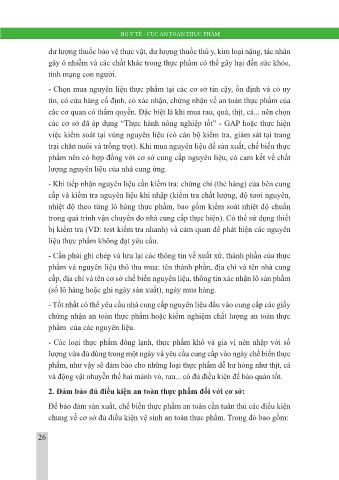 BỘ Y TẾ - CỤC AN TOÀN THỰC PHẨM
dư lượng thuốc bảo vệ thực vật, dư lượng thuốc thú y, kim loại nặng, tác nhân
gây ô nhiễm và các chất khác trong thực phẩm có thể gây hại đến sức khỏe,
tính mạng con người.
- Chọn mua nguyên liệu thực phẩm tại các cơ sở tin cậy, ổn định và có uy
tín, có cửa hàng cố định, có xác nhận, chứng nhận về an toàn thực phẩm của
các cơ quan có thẩm quyền. Đặc biệt là khi mua rau, quả, thịt, cá... nên chọn
các cơ sở đã áp dụng “Thực hành nông nghiệp tốt” - GAP hoặc thực hiện
việc kiểm soát tại vùng nguyên liệu (có cán bộ kiểm tra, giám sát tại trang
trại chăn nuôi và trồng trọt). Khi mua nguyên liệu để sản xuất, chế biến thực
phẩm nên có hợp đồng với cơ sở cung cấp nguyên liệu, có cam kết về chất
lượng nguyên liệu của nhà cung ứng.
- Khi tiếp nhận nguyên liệu cần kiểm tra: chứng chỉ (thẻ hàng) của bên cung
cấp và kiểm tra nguyên liệu khi nhập (kiểm tra chất lượng, độ tươi nguyên,
nhiệt độ theo từng lô hàng thực phẩm, bao gồm kiểm soát nhiệt độ chuẩn
trong quá trình vận chuyển do nhà cung cấp thực hiện). Có thể sử dụng thiết
bị kiểm tra (VD: test kiểm tra nhanh) và cảm quan để phát hiện các nguyên
liệu thực phẩm không đạt yêu cầu.
- Cần phải ghi chép và lưu lại các thông tin về xuất xứ, thành phần của thực
phẩm và nguyên liệu thô thu mua: tên thành phần, địa chỉ và tên nhà cung
cấp, địa chỉ và tên cơ sở chế biến nguyên liệu, thông tin xác nhận lô sản phẩm
(số lô hàng hoặc ghi ngày sản xuất), ngày mua hàng.
- Tốt nhất có thể yêu cầu nhà cung cấp nguyên liệu đầu vào cung cấp các giấy
chứng nhận an toàn thực phẩm hoặc kiểm nghiệm chất lượng an toàn thực
phẩm của các nguyên liệu.
- Các loại thực phẩm đông lạnh, thực phẩm khô và gia vị nên nhập với số
lượng vừa đủ dùng trong một ngày và yêu cầu cung cấp vào ngày chế biến thực
phẩm, như vậy sẽ đảm bảo cho những loại thực phẩm dễ hư hỏng như thịt, cá
và động vật nhuyễn thể hai mảnh vỏ, rau... có đủ điều kiện để bảo quản tốt.
2. Đảm bảo đủ điều kiện an toàn thực phẩm đối với cơ sở:
Để bảo đảm sản xuất, chế biến thực phẩm an toàn cần tuân thủ các điều kiện
chung về cơ sở đủ điều kiện vệ sinh an toàn thực phẩm. Trong đó bao gồm:
26